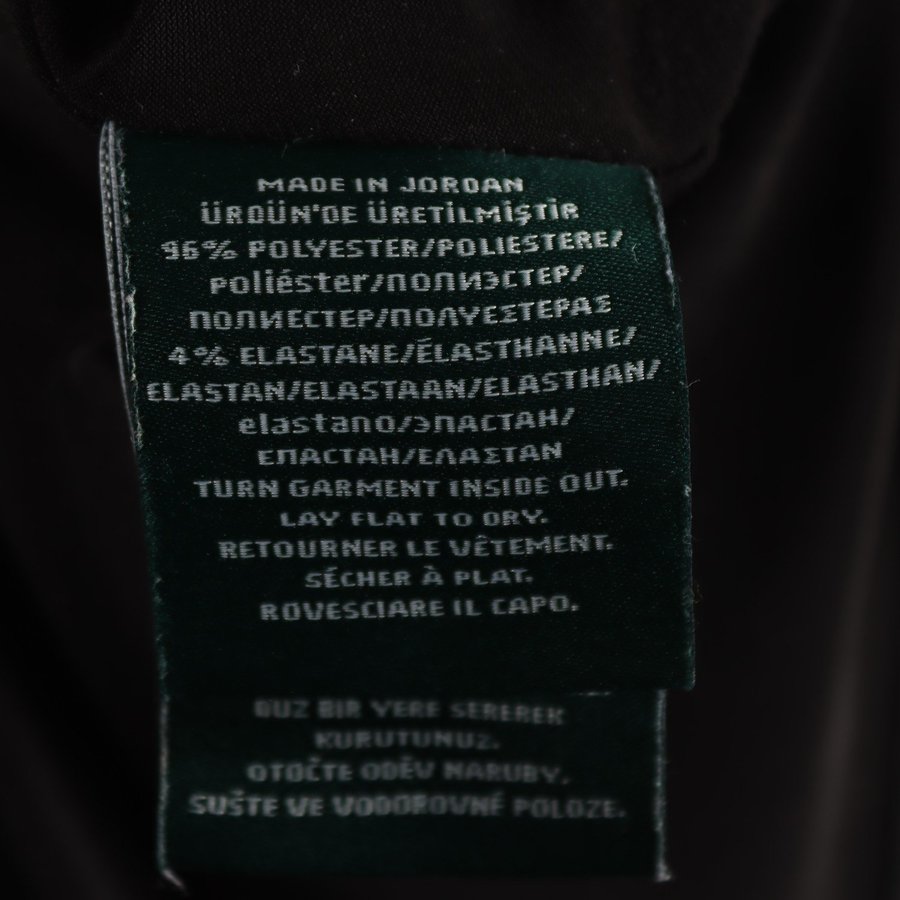 MADE IN JORDAN
ÜRDÜN'DE ÜRETİLMİŞTİR
96% POLYESTER/POLIESTERE/
poliéster/ПОЛИЭСТЕР/
ПОЛИЕСТЕР/ΠΟΛΥΕΣΤΕΡΑΣ
4% ELASTANE/ÉLASTHANNE/
ELASTAN/ELASTAAN/ELASTHAN/
elastano/ЭЛАСТАН/
ЕЛАСТАН/ΕΛΑΣΤΑΝ
TURN GARMENT INSIDE OUT.
LAY FLAT TO DRY.
RETOURNER LE VÊTEMENT.
SÉCHER À PLAT.
ROVESCIARE IL CAPO.
DUZ BIR YERE SEREREK
KURUTUNUZ.
OTOČTE ODĚV NARUBY.
SUŠTE VE VODOROVNÉ POLOZE.